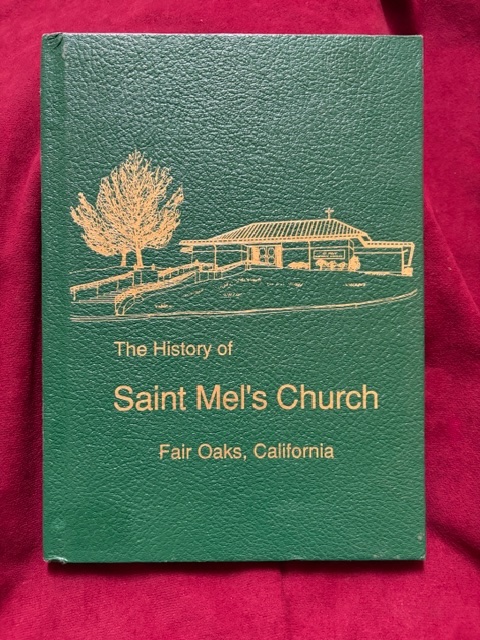 The History of
Saint Mel's Church
Fair Oaks, California